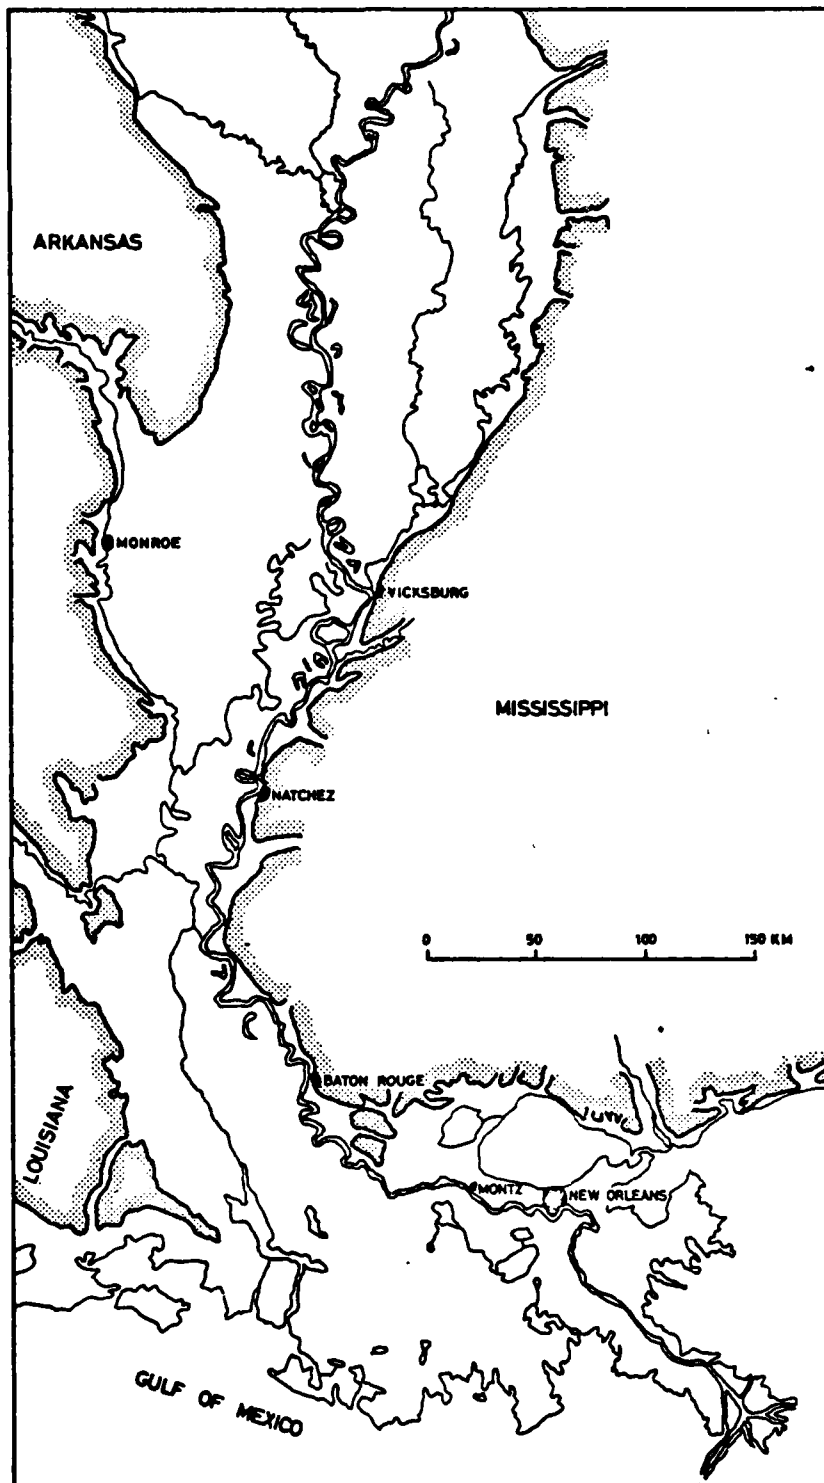 ARKANSAS
MONROE
VICKSBURG
MISSISSIPPI
NATCHEZ
0 50 100 150 KM
BATON ROUGE
LOUISIANA
MONTZ
NEW ORLEANS
GULF OF MEXICO